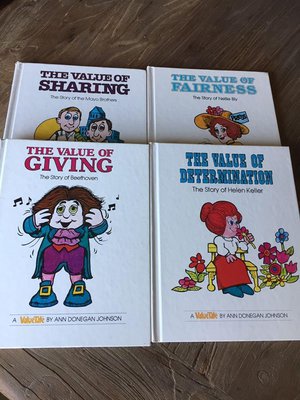 THE VALUE OF
SHARING
The Story of the Mayo Brothers
THE VALUE OF
FAIRNESS
The Story of Nellie Bly
THE VALUE OF
GIVING
The Story of Beethoven
A ValueTale BY ANN DONEGAN JOHNSON
THE VALUE OF
DETERMINATION
The Story of Helen Keller
A ValueTale BY ANN DONEGAN JOHNSON